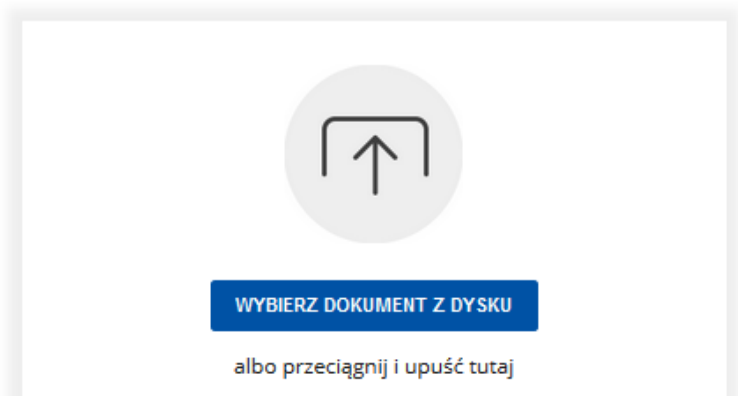 WYBIERZ DOKUMENT Z DYSKU
albo przeciągnij i upuść tutaj